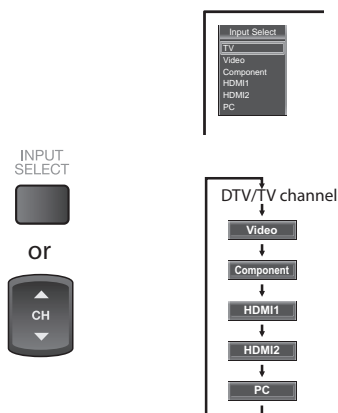 Input Select
TV
Video
Component
HDMI1
HDMI2
PC
INPUT
SELECT
or
CH
DTV/TV channel
Video
Component
HDMI1
HDMI2
PC